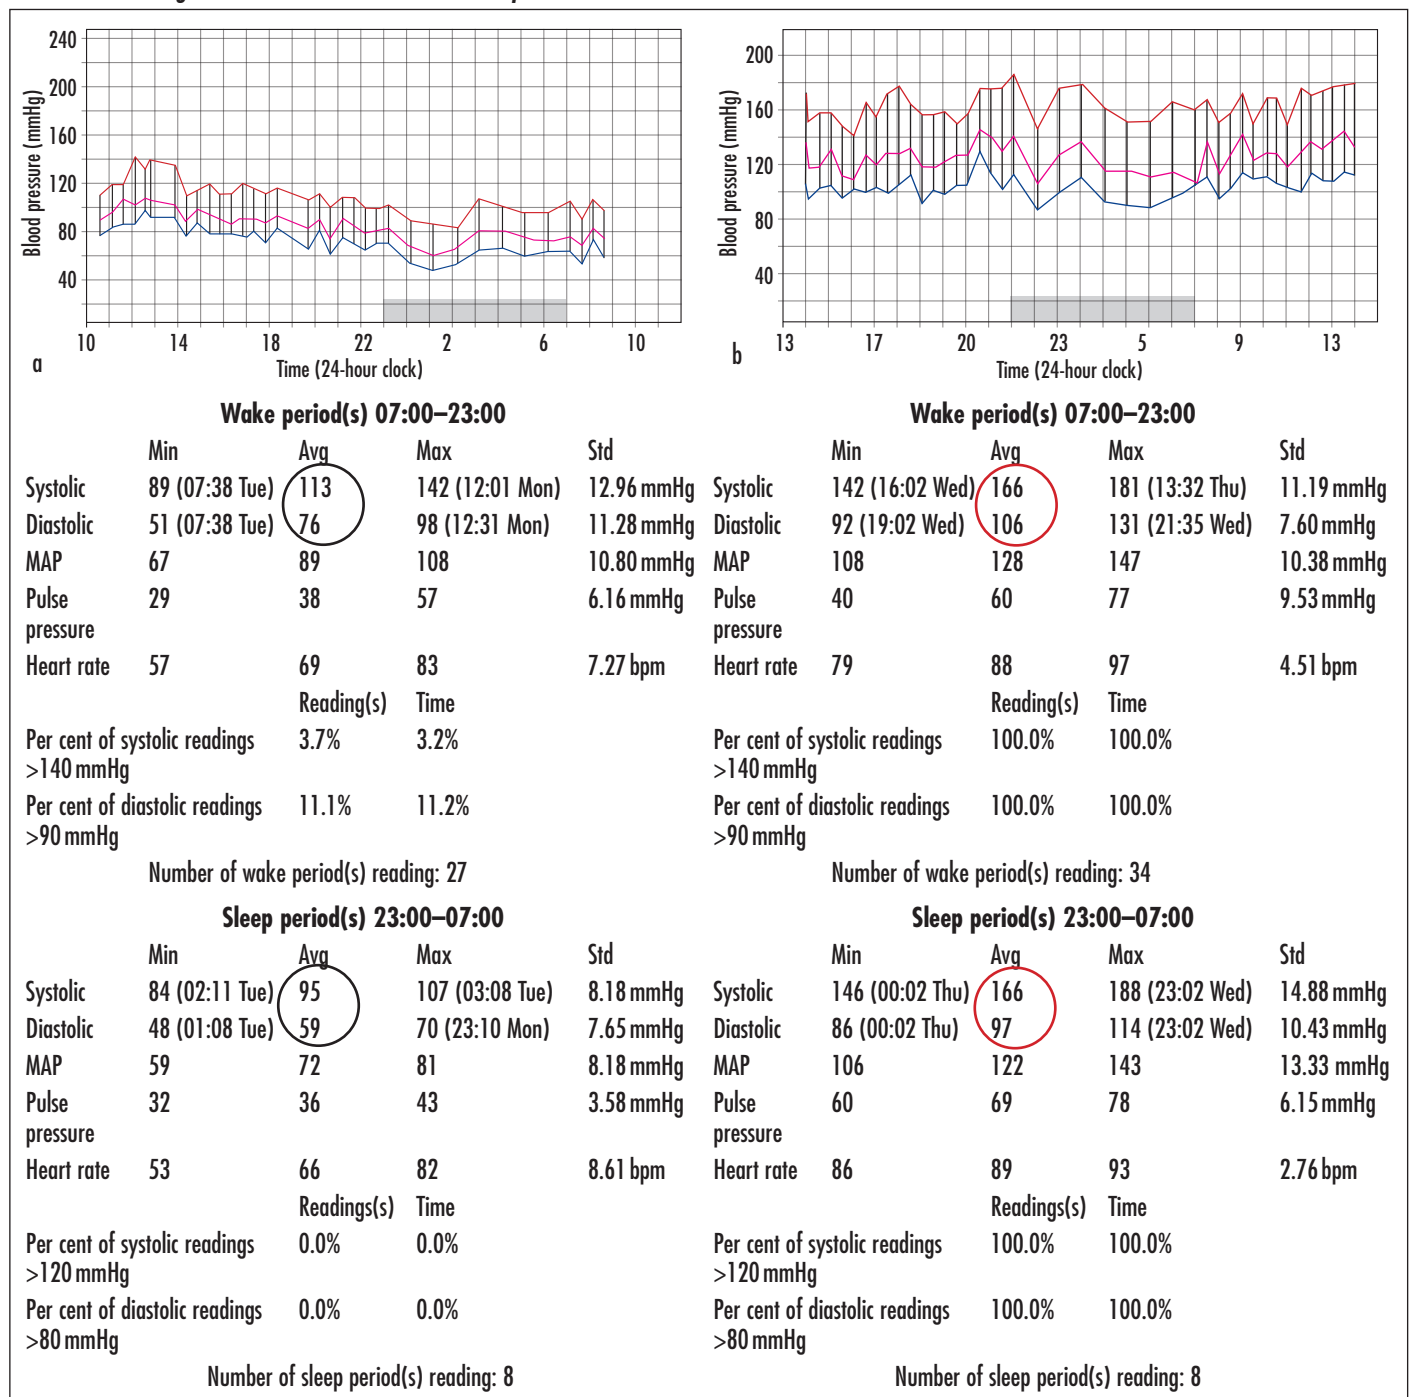 240
200
160
120
80
40
Blood pressure (mmHg)
10 14 18 22 2 6 10
Time (24-hour clock)
a
200
160
120
80
40
Blood pressure (mmHg)
13 17 20 23 5 9 13
Time (24-hour clock)
b
Wake period(s) 07:00–23:00
Min Avg Max Std
Systolic 89 (07:38 Tue) 113 142 (12:01 Mon) 12.96 mmHg
Diastolic 51 (07:38 Tue) 76 98 (12:31 Mon) 11.28 mmHg
MAP 67 89 108 10.80 mmHg
Pulse 29 38 57 6.16 mmHg
pressure
Heart rate 57 69 83 7.27 bpm
Reading(s) Time
Per cent of systolic readings 3.7% 3.2%
>140 mmHg
Per cent of diastolic readings 11.1% 11.2%
>90 mmHg
Number of wake period(s) reading: 27
Sleep period(s) 23:00–07:00
Min Avg Max Std
Systolic 84 (02:11 Tue) 95 107 (03:08 Tue) 8.18 mmHg
Diastolic 48 (01:08 Tue) 59 70 (23:10 Mon) 7.65 mmHg
MAP 59 72 81 8.18 mmHg
Pulse 32 36 43 3.58 mmHg
pressure
Heart rate 53 66 82 8.61 bpm
Readings(s) Time
Per cent of systolic readings 0.0% 0.0%
>120 mmHg
Per cent of diastolic readings 0.0% 0.0%
>80 mmHg
Number of sleep period(s) reading: 8
Wake period(s) 07:00–23:00
Min Avg Max Std
Systolic 142 (16:02 Wed) 166 181 (13:32 Thu) 11.19 mmHg
Diastolic 92 (19:02 Wed) 106 131 (21:35 Wed) 7.60 mmHg
MAP 108 128 147 10.38 mmHg
Pulse 40 60 77 9.53 mmHg
pressure
Heart rate 79 88 97 4.51 bpm
Reading(s) Time
Per cent of systolic readings 100.0% 100.0%
>140 mmHg
Per cent of diastolic readings 100.0% 100.0%
>90 mmHg
Number of wake period(s) reading: 34
Sleep period(s) 23:00–07:00
Min Avg Max Std
Systolic 146 (00:02 Thu) 166 188 (23:02 Wed) 14.88 mmHg
Diastolic 86 (00:02 Thu) 97 114 (23:02 Wed) 10.43 mmHg
MAP 106 122 143 13.33 mmHg
Pulse 60 69 78 6.15 mmHg
pressure
Heart rate 86 89 93 2.76 bpm
Readings(s) Time
Per cent of systolic readings 100.0% 100.0%
>120 mmHg
Per cent of diastolic readings 100.0% 100.0%
>80 mmHg
Number of sleep period(s) reading: 8